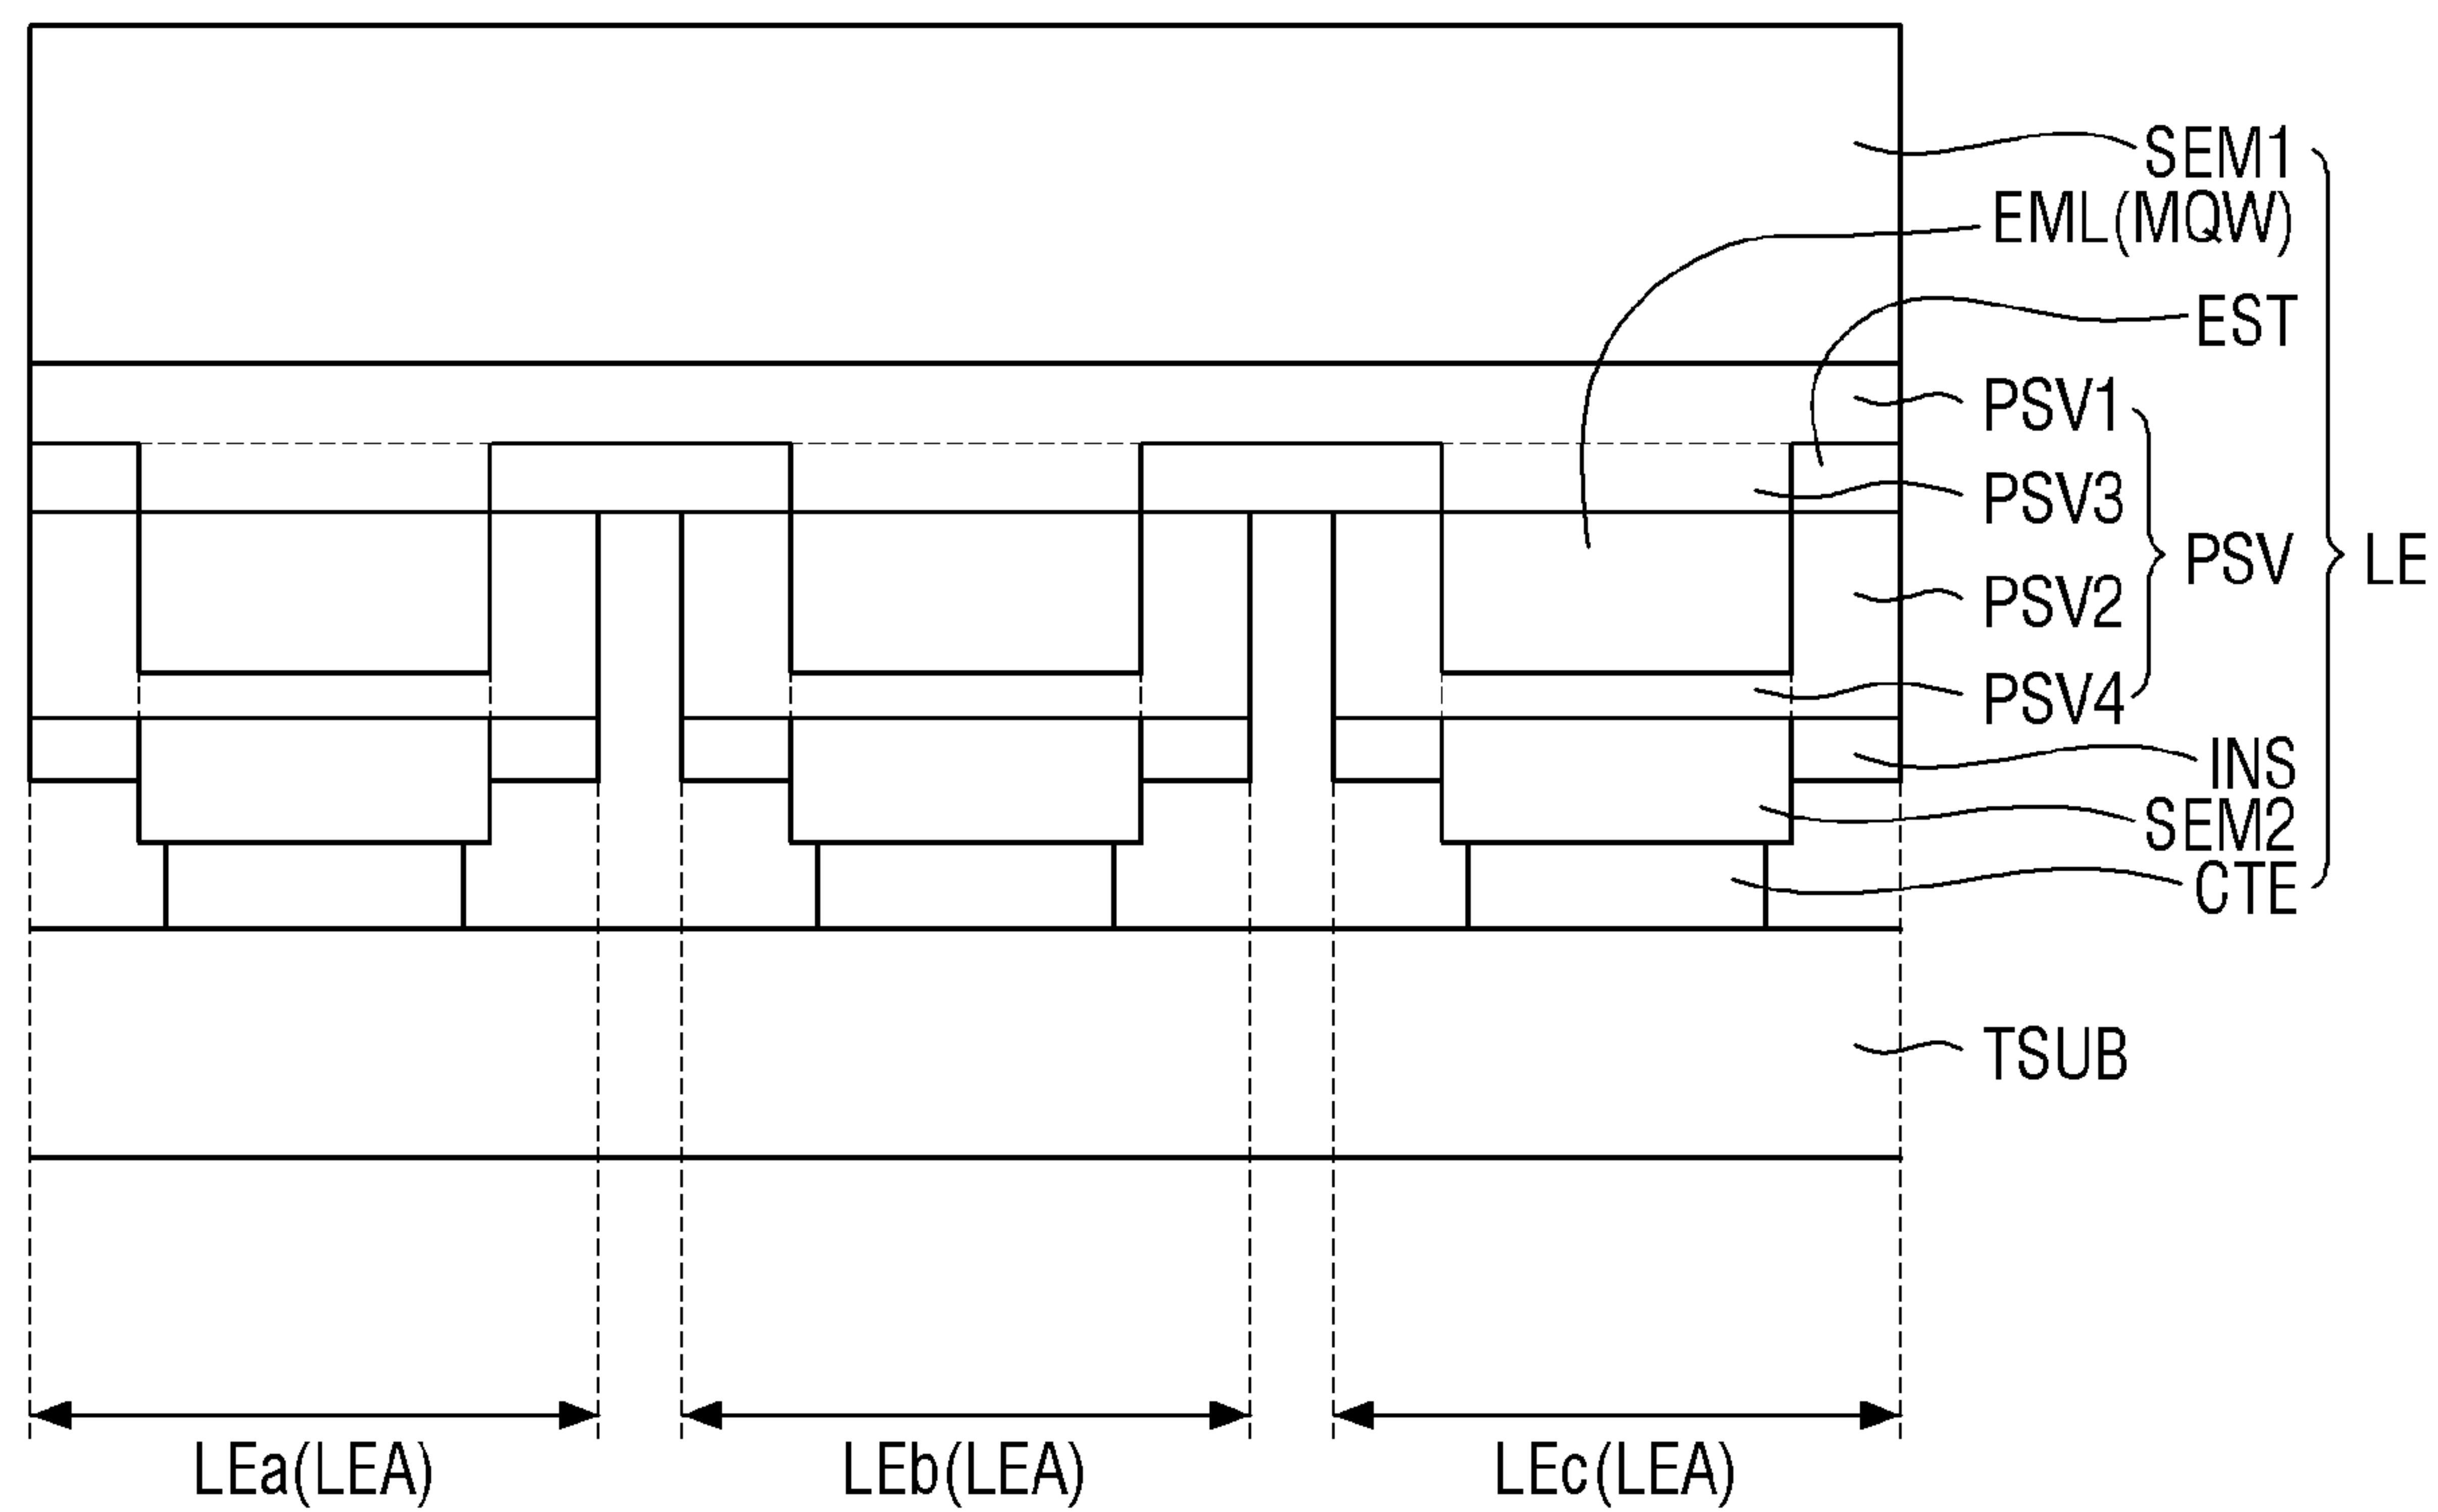 SEM1
EML(MQW)
EST
PSV1
PSV3
PSV LE
PSV2
PSV4
INS
SEM2
CTE
TSUB
LEa(LEA) LEb(LEA) LEc(LEA)